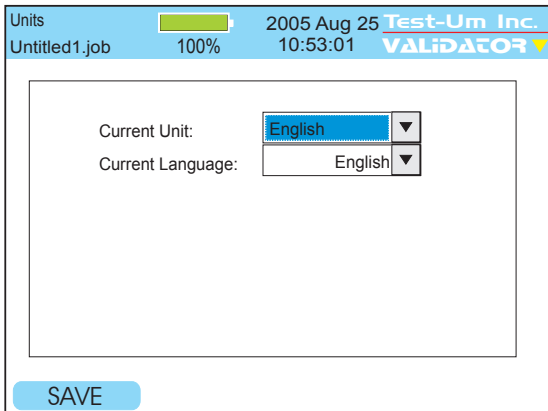 Units 2005 Aug 25 Test-Um Inc.
Untitled1.job 100% 10:53:01 VALIDATOR
Current Unit: English
Current Language: English
SAVE